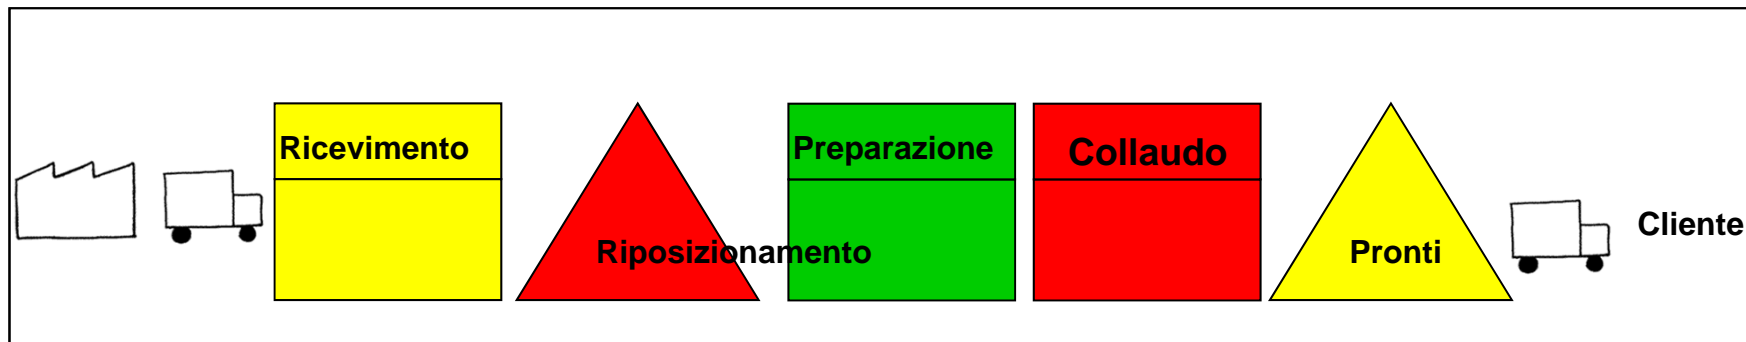 Ricevimento
Riposizionamento
Preparazione
Collaudo
Pronti
Cliente